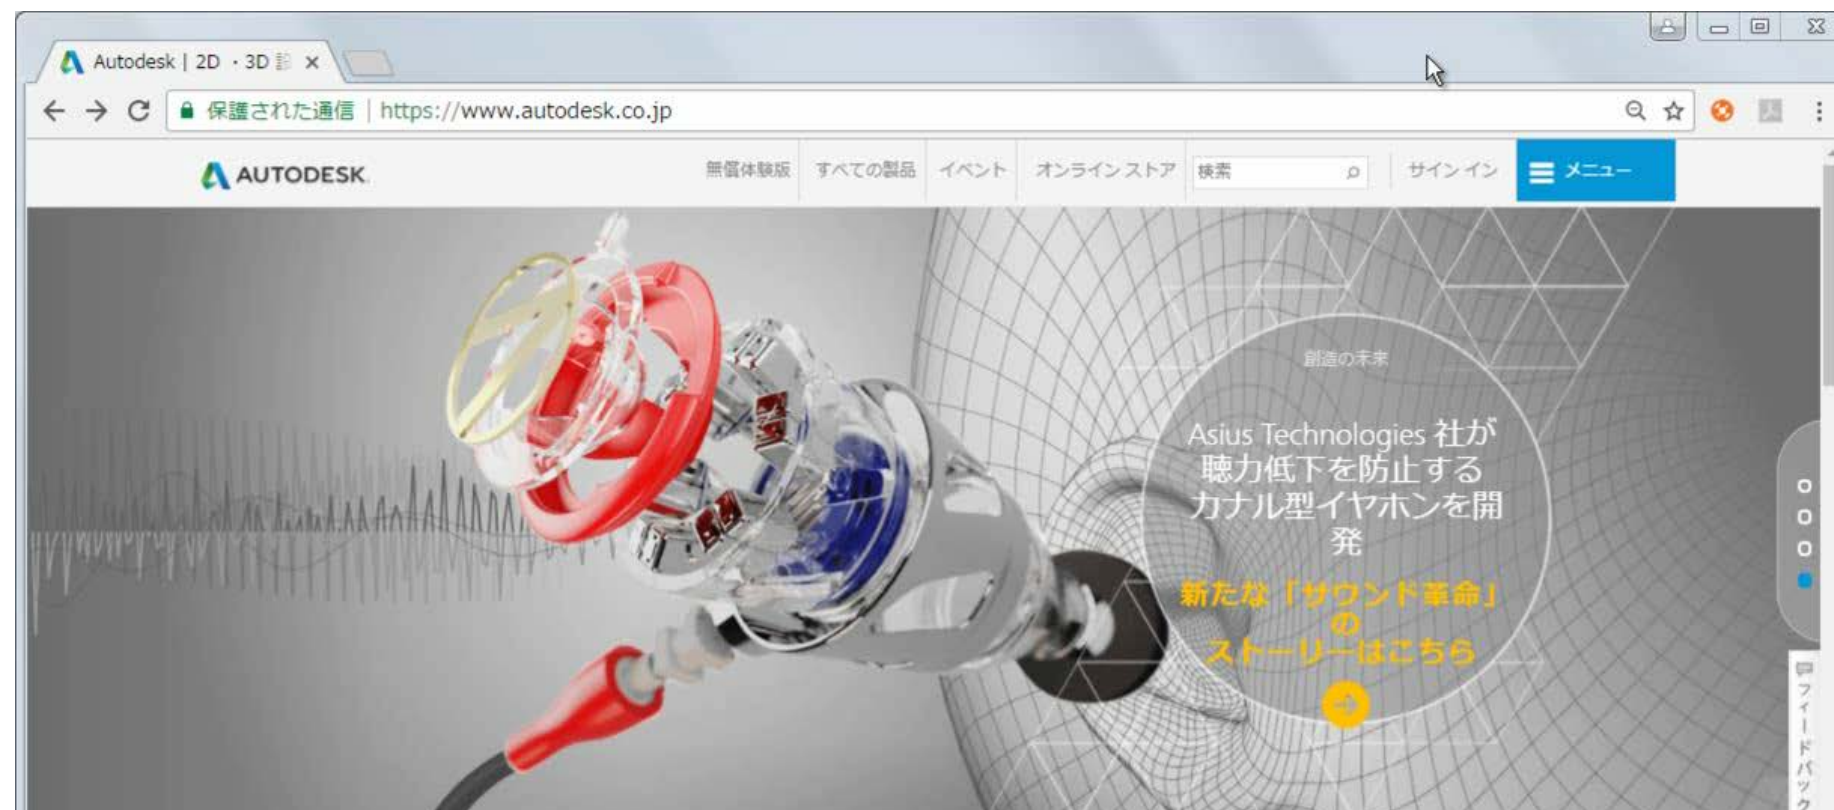 Autodesk | 2D ・3D
保護された通信 | https://www.autodesk.co.jp
AUTODESK
無償体験版
すべての製品
イベント
オンライン ストア
検索
サイン イン
メニュー
創造の未来
Asius Technologies 社が
聴力低下を防止する
カナル型イヤホンを開
発
新たな「サウンド革命」
の
ストーリーはこちら
フィードバック